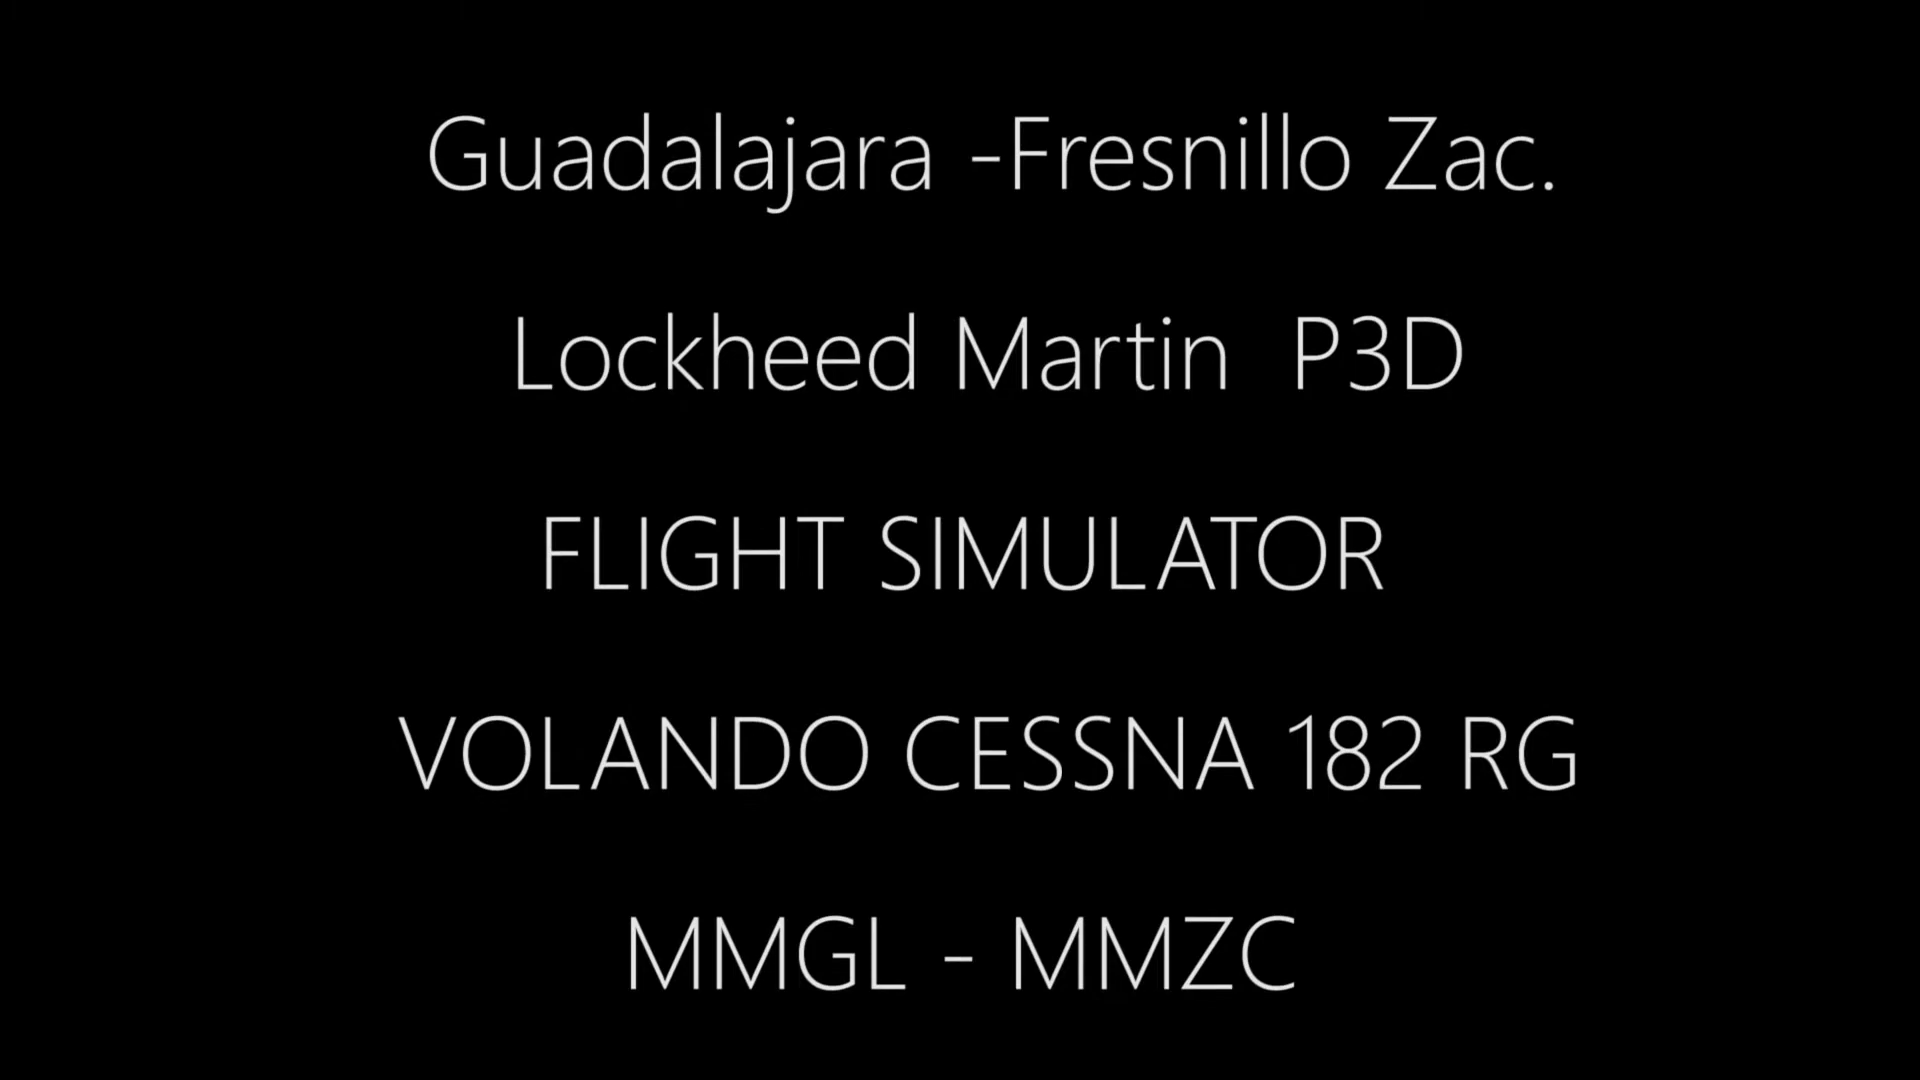 Guadalajara -Fresnillo Zac.
Lockheed Martin  P3D
FLIGHT SIMULATOR
VOLANDO CESSNA 182 RG
MMGL - MMZC